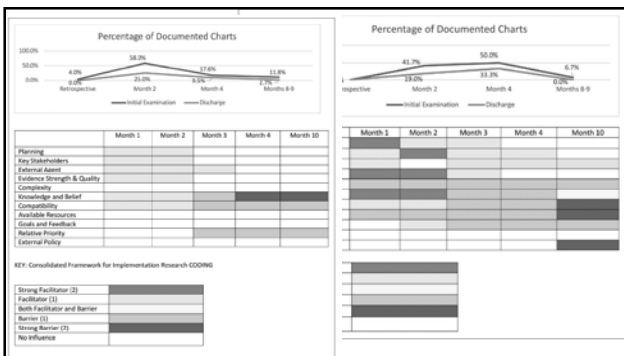 Percentage of Documented Charts
100.0%
50.0%
0.0%
4.0%
0.0%
58.0%
25.0%
17.6%
9.5%
11.8%
Retrospective Month 2 Month 4 Months 8-9
Initial Examination Discharge
Month 1 Month 2 Month 3 Month 4 Month 10
Planning
Key Stakeholders
External Agent
Evidence Strength & Quality
Complexity
Knowledge and Belief
Compatibility
Available Resources
Goals and Feedback
Relative Priority
External Policy
KEY: Consolidated Framework for Implementation Research CODING
Strong Facilitator (2)
Facilitator (1)
Both Facilitator and Barrier
Barrier (1)
Strong Barrier (2)
No Influence
Percentage of Documented Charts
41.7%
19.0%
50.0%
33.3%
6.7%
0.0%
Month 2 Month 4 Months 8-9
Initial Examination Discharge
Month 1 Month 2 Month 3 Month 4 Month 10